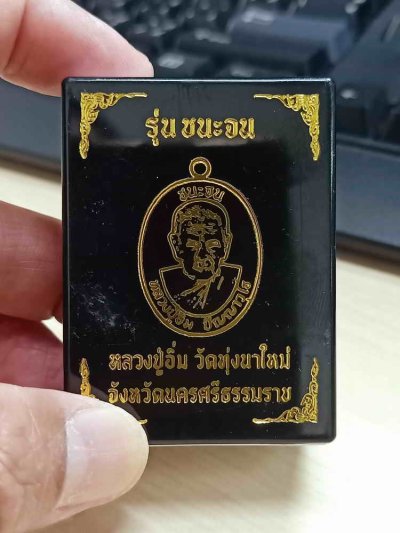 รุ่น ชนะจน
ชนะจน
หลวงปู่อิ่ม ปัญญาวุโธ
หลวงปู่อิ่ม วัดทุ่งนาใหม่
จังหวัดนครศรีธรรมราช